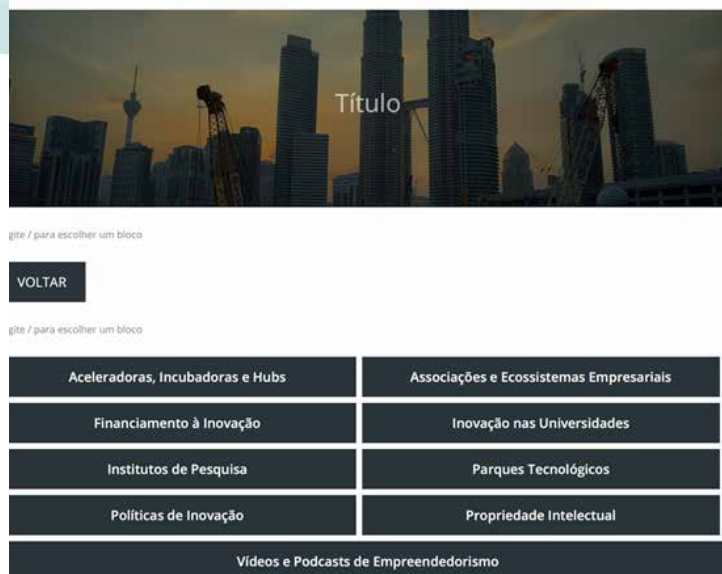 Título
gite / para escolher um bloco
VOLTAR
gite / para escolher um bloco
Aceleradoras, Incubadoras e Hubs
Associações e Ecossistemas Empresariais
Financiamento à Inovação
Inovação nas Universidades
Institutos de Pesquisa
Parques Tecnológicos
Políticas de Inovação
Propriedade Intelectual
Vídeos e Podcasts de Empreendedorismo